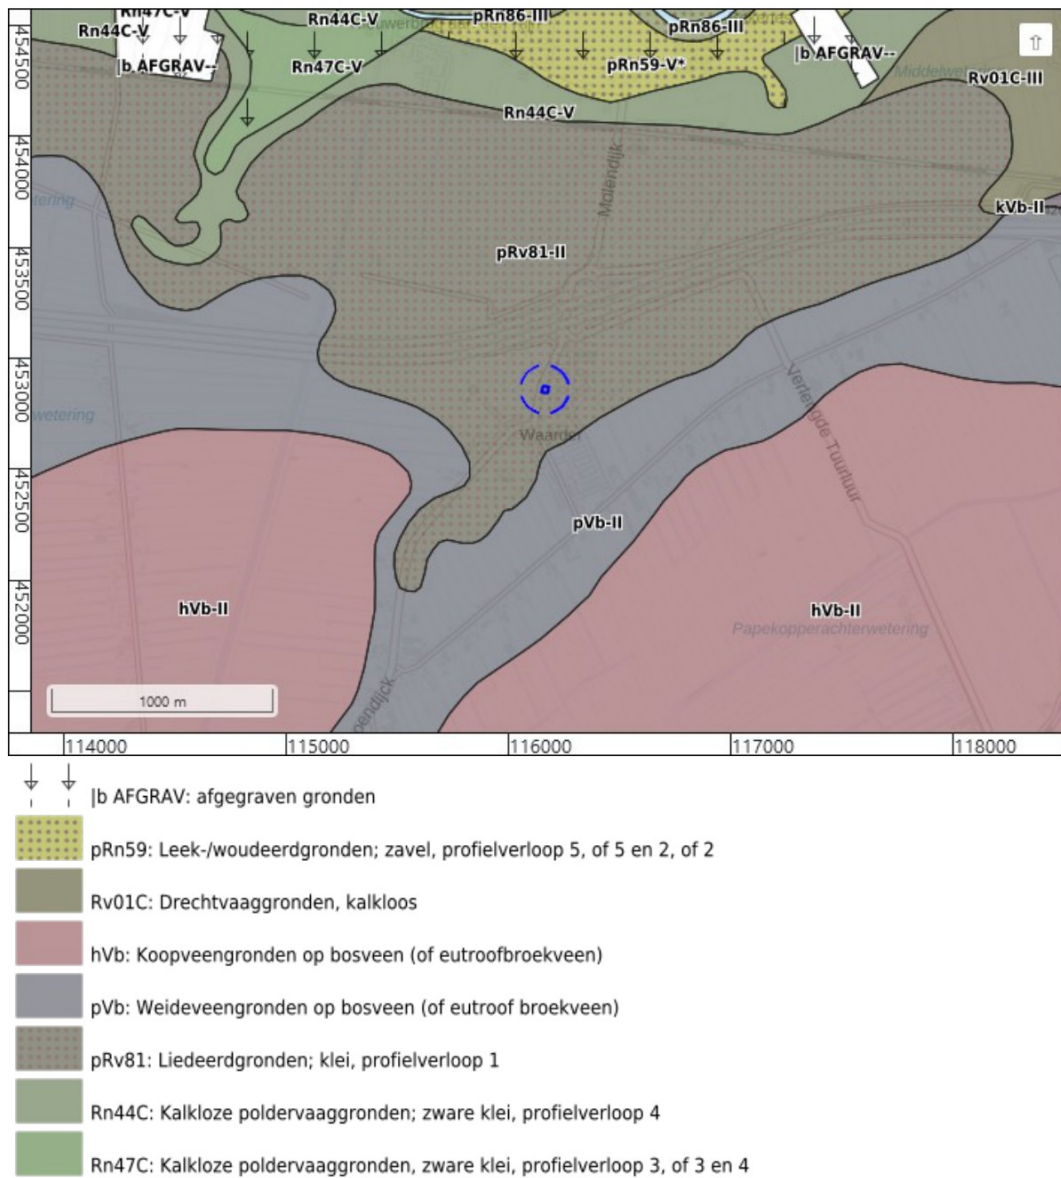 Rn47C-V
Rn44C-V
pRn86-III
Rn44C-V
pRn86-III
|b AFGRAV--
Rn47C-V
pRn59-V*
|b AFGRAV--
Middelwetering
Rv01C-III
⇧
Rn44C-V
454500
454000
453500
453000
452500
452000
Molendijk
tering
kVb-II
pRv81-II
wetering
Verlengde Tuurluur
Waarder
pVb-II
hVb-II
hVb-II
Papekopperachterwetering
oendijck
1000 m
114000
115000
116000
117000
118000
|b AFGRAV: afgegraven gronden
pRn59: Leek-/woudeerdgronden; zavel, profielverloop 5, of 5 en 2, of 2
Rv01C: Drechtvaaggronden, kalkloos
hVb: Koopveengronden op bosveen (of eutroofbroekveen)
pVb: Weideveengronden op bosveen (of eutroof broekveen)
pRv81: Liedeerdgronden; klei, profielverloop 1
Rn44C: Kalkloze poldervaaggronden; zware klei, profielverloop 4
Rn47C: Kalkloze poldervaaggronden, zware klei, profielverloop 3, of 3 en 4